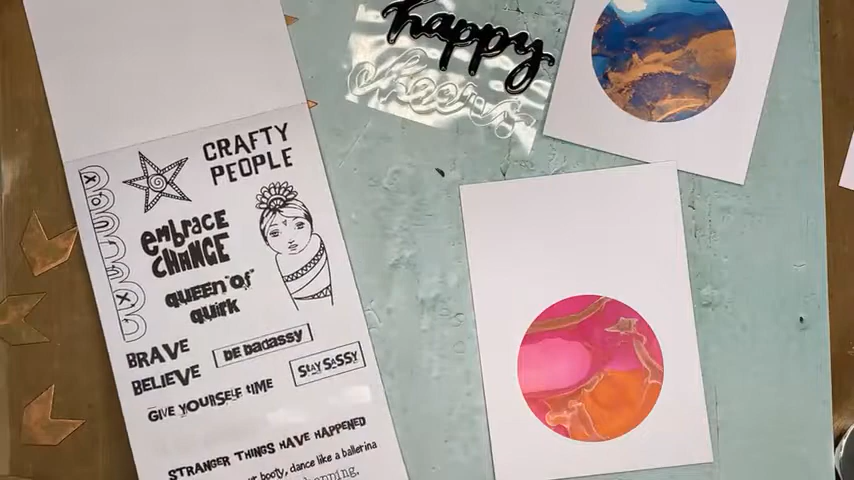 happy
cheers
CRAFTY
PEOPLE
embrace
CHANGE
queen "of"
quirk
BRAVE
BELIEVE
BE BADASSY
STAY SASSY
GIVE YOURSELF TIME
STRANGER THINGS HAVE HAPPENED
booty, dance like a ballerina